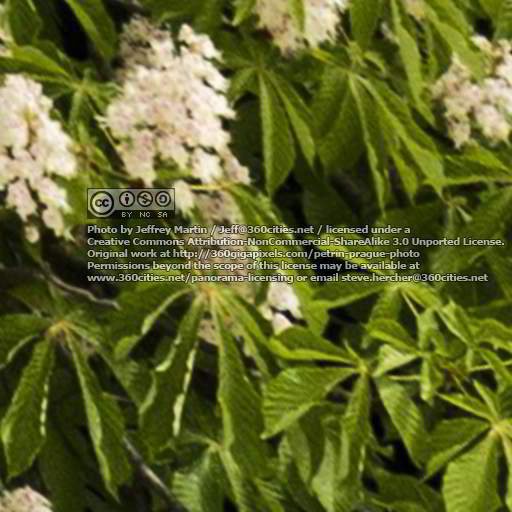 cc BY NC SA
Photo by Jeffrey Martin / Jeff@360cities.net / licensed under a
Creative Commons Attribution-NonCommercial-ShareAlike 3.0 Unported License.
Original work at http://360gigapixels.com/petrin-prague-photo
Permissions beyond the scope of this license may be available at
www.360cities.net/panorama-licensing or email steve.hercher@360cities.net